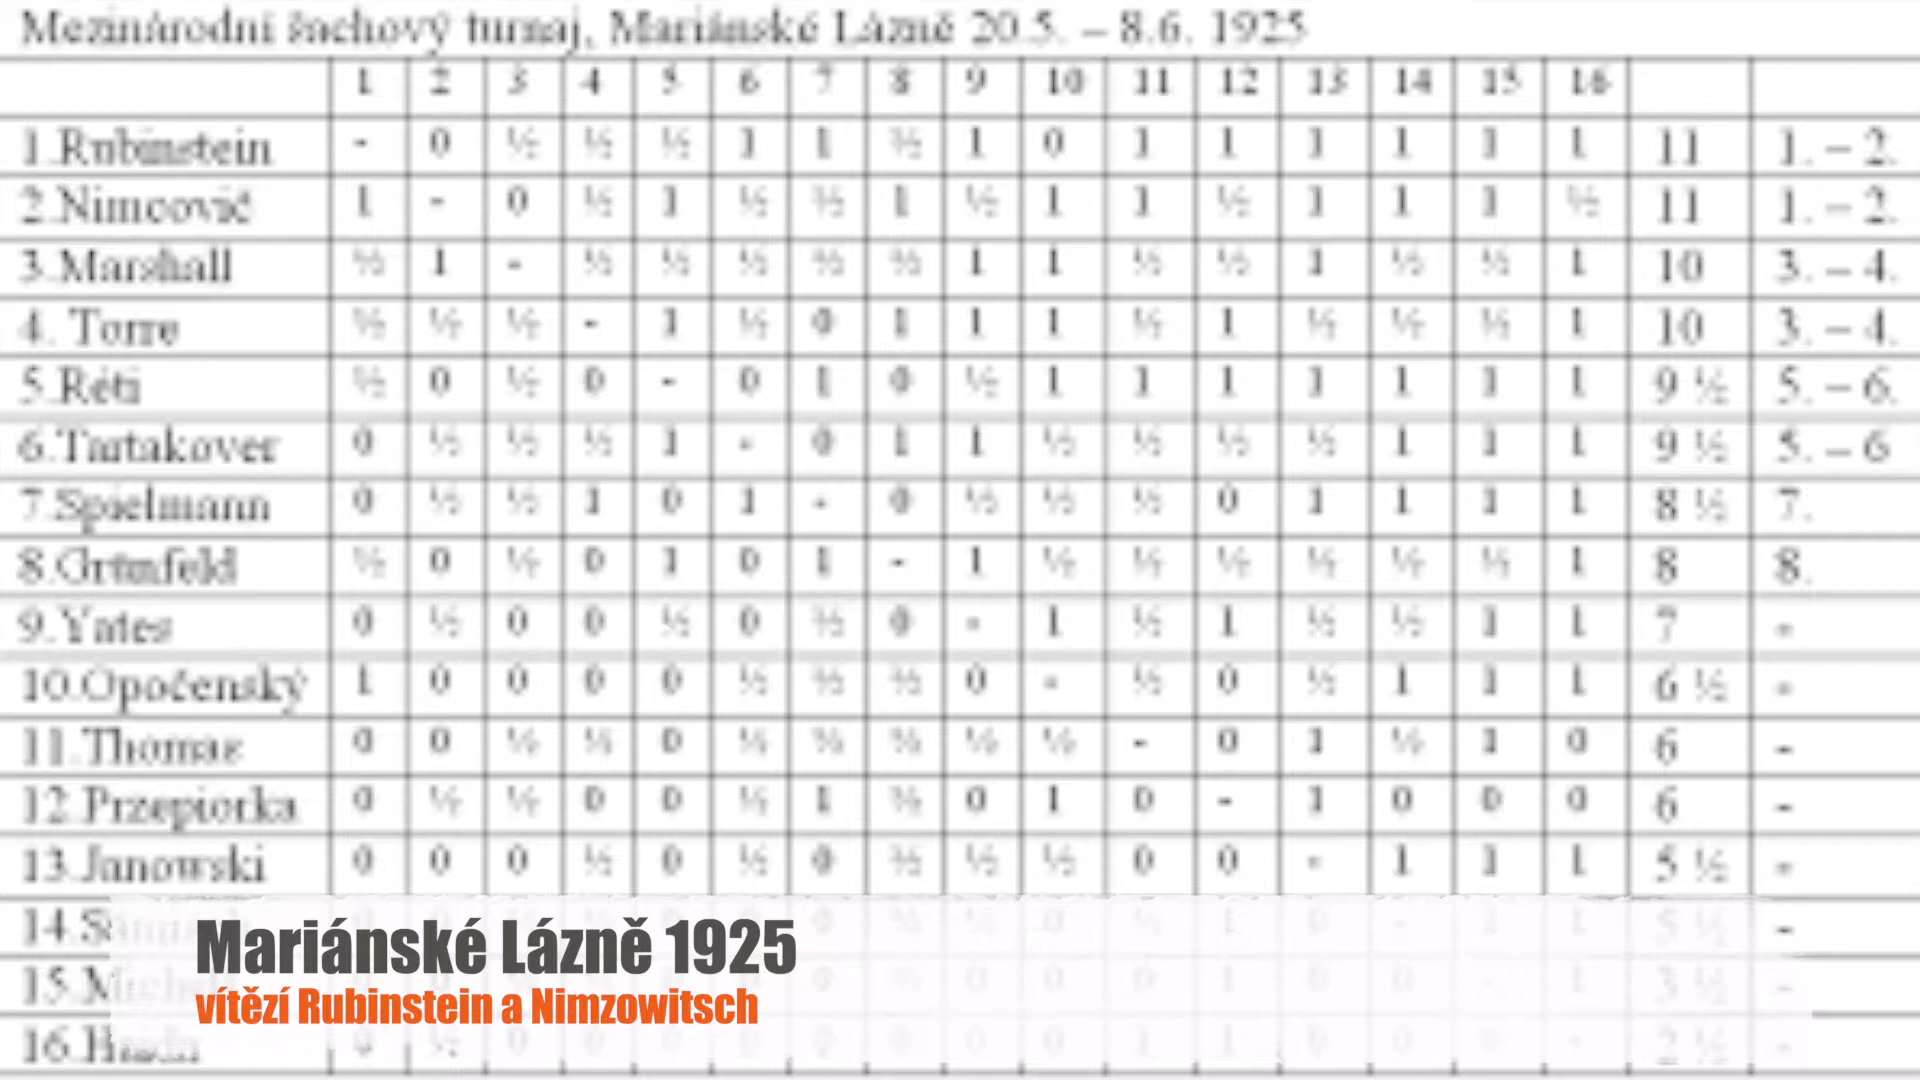 Mezinárodní šachový turnaj, Mariánské Lázně 20.5. – 8.6. 1925
1 2 3 4 5 6 7 8 9 10 11 12 13 14 15 16
1.Rubinstein - 0 ½ ½ ½ 1 1 ½ 1 0 1 1 1 1 1 1 11 1. – 2.
2.Nimcovič 1 - 0 ½ 1 ½ ½ 1 ½ 1 1 ½ 1 1 1 ½ 11 1. – 2.
3.Marshall ½ 1 - ½ ½ ½ ½ ½ 1 1 ½ ½ 1 ½ ½ 1 10 3. – 4.
4. Torre ½ ½ ½ - 1 ½ 0 1 1 1 ½ 1 ½ ½ ½ 1 10 3. – 4.
5.Réti ½ 0 ½ 0 - 0 1 0 ½ 1 1 1 1 1 1 1 9 ½ 5. – 6.
6.Tartakover 0 ½ ½ ½ 1 - 0 1 1 ½ ½ ½ ½ 1 1 1 9 ½ 5. – 6
7.Spielmann 0 ½ ½ 1 0 1 - 0 ½ ½ ½ 0 1 1 1 1 8 ½ 7.
8.Grünfeld ½ 0 ½ 0 1 0 1 - 1 ½ ½ ½ ½ ½ ½ 1 8 8.
9.Yates 0 ½ 0 0 ½ 0 ½ 0 - 1 ½ 1 ½ ½ 1 1 7 -
10.Opočenský 1 0 0 0 0 ½ ½ ½ 0 - ½ 0 ½ 1 1 1 6 ½ -
11.Thomas 0 0 ½ ½ 0 ½ ½ ½ ½ ½ - 0 1 ½ 1 0 6 -
12.Przepiorka 0 ½ ½ 0 0 ½ 1 ½ 0 1 0 - 1 0 0 0 6 -
13.Janowski 0 0 0 ½ 0 ½ 0 ½ ½ ½ 0 0 - 1 1 1 5 ½ -
14. 5 ½ -
15. 3 ½ -
16. 2 ½ -
Mariánské Lázně 1925
vítězí Rubinstein a Nimzowitsch